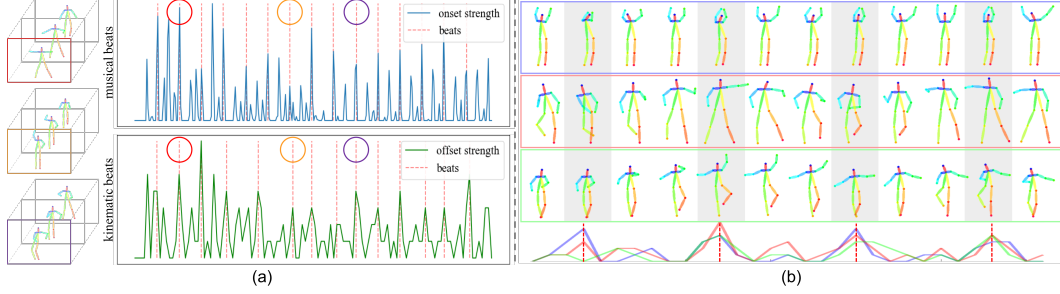 musical beats
onset strength
beats
kinematic beats
offset strength
beats
(a)
(b)